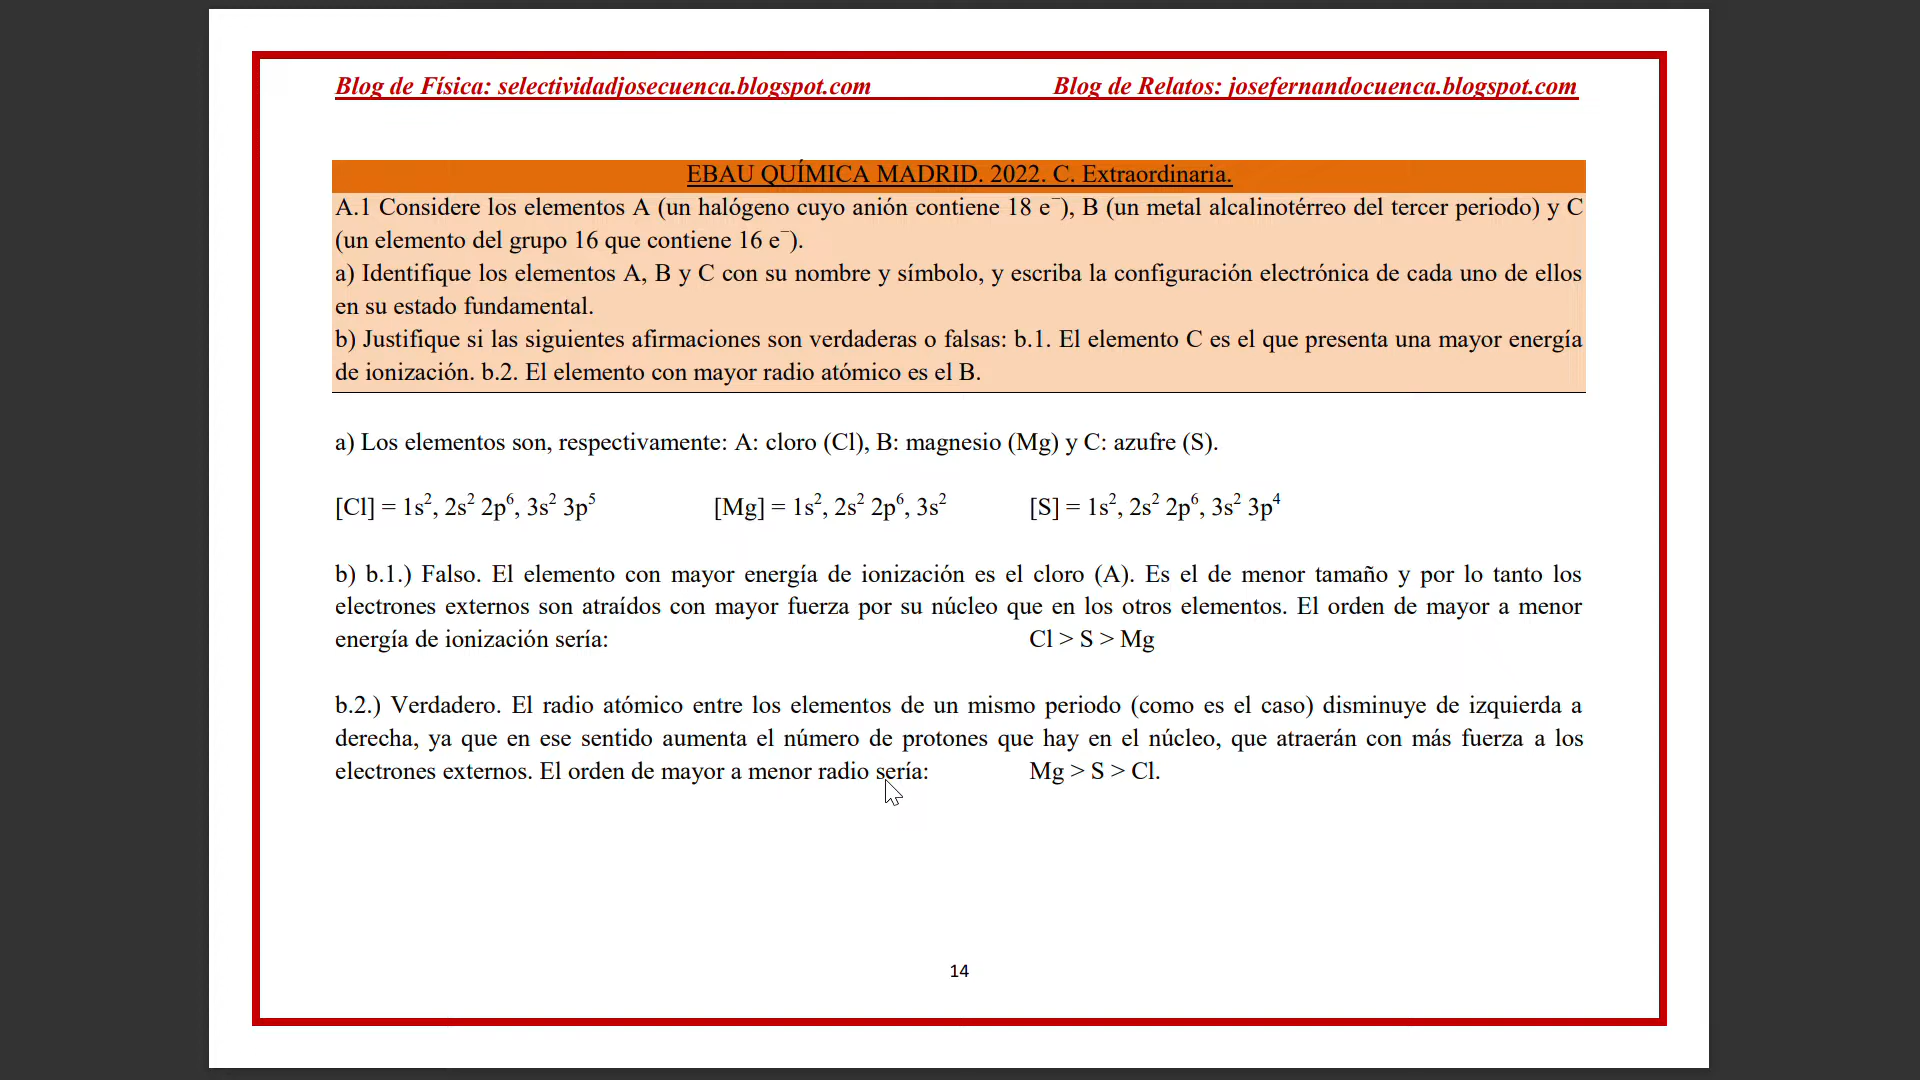 Blog de Física: selectividadjosecuenca.blogspot.com Blog de Relatos: josefernandocuenca.blogspot.com
EBAU QUÍMICA MADRID. 2022. C. Extraordinaria.
A.1 Considere los elementos A (un halógeno cuyo anión contiene 18 e⁻), B (un metal alcalinotérreo del tercer periodo) y C
(un elemento del grupo 16 que contiene 16 e⁻).
a) Identifique los elementos A, B y C con su nombre y símbolo, y escriba la configuración electrónica de cada uno de ellos
en su estado fundamental.
b) Justifique si las siguientes afirmaciones son verdaderas o falsas: b.1. El elemento C es el que presenta una mayor energía
de ionización. b.2. El elemento con mayor radio atómico es el B.
a) Los elementos son, respectivamente: A: cloro (Cl), B: magnesio (Mg) y C: azufre (S).
[Cl] = 1s², 2s² 2p⁶, 3s² 3p⁵ [Mg] = 1s², 2s² 2p⁶, 3s² [S] = 1s², 2s² 2p⁶, 3s² 3p⁴
b) b.1.) Falso. El elemento con mayor energía de ionización es el cloro (A). Es el de menor tamaño y por lo tanto los
electrones externos son atraídos con mayor fuerza por su núcleo que en los otros elementos. El orden de mayor a menor
energía de ionización sería: Cl > S > Mg
b.2.) Verdadero. El radio atómico entre los elementos de un mismo periodo (como es el caso) disminuye de izquierda a
derecha, ya que en ese sentido aumenta el número de protones que hay en el núcleo, que atraerán con más fuerza a los
electrones externos. El orden de mayor a menor radio sería: Mg > S > Cl.
14